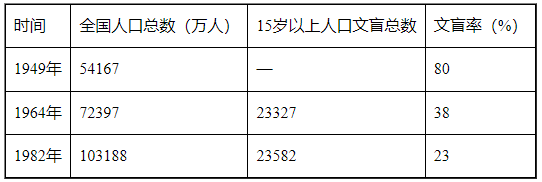 时间 全国人口总数（万人） 15岁以上人口文盲总数 文盲率（%）
1949年 54167 — 80
1964年 72397 23327 38
1982年 103188 23582 23